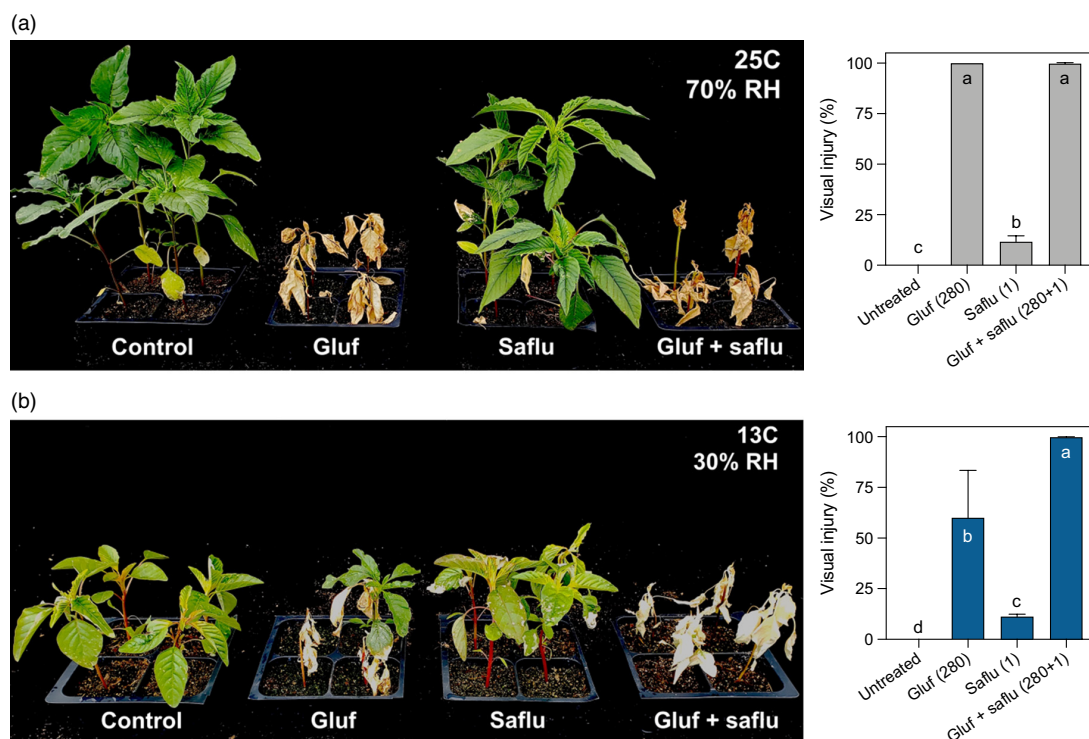 (a)
25C
70% RH
Control
Gluf
Saflu
Gluf + saflu
Visual injury (%)
100
75
50
25
0
c
a
b
a
Untreated
Gluf (280)
Saflu (1)
Gluf + saflu (280+1)
(b)
13C
30% RH
Control
Gluf
Saflu
Gluf + saflu
Visual injury (%)
100
75
50
25
0
d
b
c
a
Untreated
Gluf (280)
Saflu (1)
Gluf + saflu (280+1)